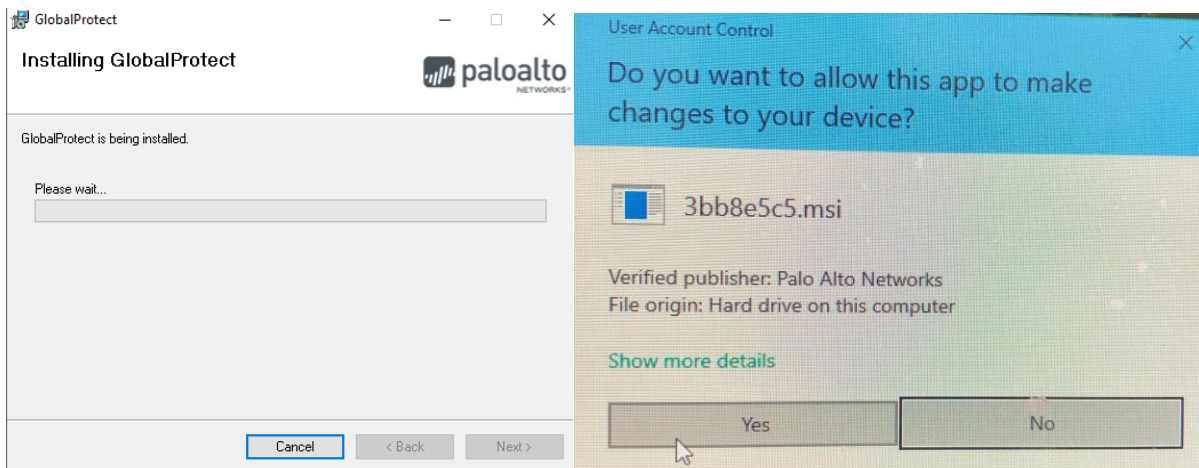 GlobalProtect
Installing GlobalProtect
paloalto
NETWORKS®
GlobalProtect is being installed.
Please wait...
Cancel
< Back
Next >
User Account Control
Do you want to allow this app to make
changes to your device?
3bb8e5c5.msi
Verified publisher: Palo Alto Networks
File origin: Hard drive on this computer
Show more details
Yes
No